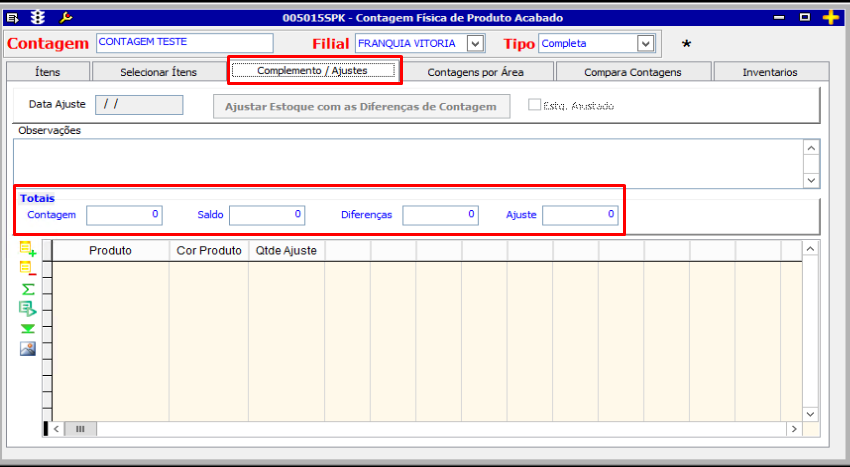 005015SPK - Contagem Física de Produto Acabado
Contagem CONTAGEM TESTE Filial FRANQUIA VITORIA Tipo Completa *
Ítens Selecionar Ítens Complemento / Ajustes Contagens por Área Compara Contagens Inventarios
Data Ajuste / / Ajustar Estoque com as Diferenças de Contagem Estq. Ajustado
Observações
Totais
Contagem 0 Saldo 0 Diferenças 0 Ajuste 0
Produto Cor Produto Qtde Ajuste